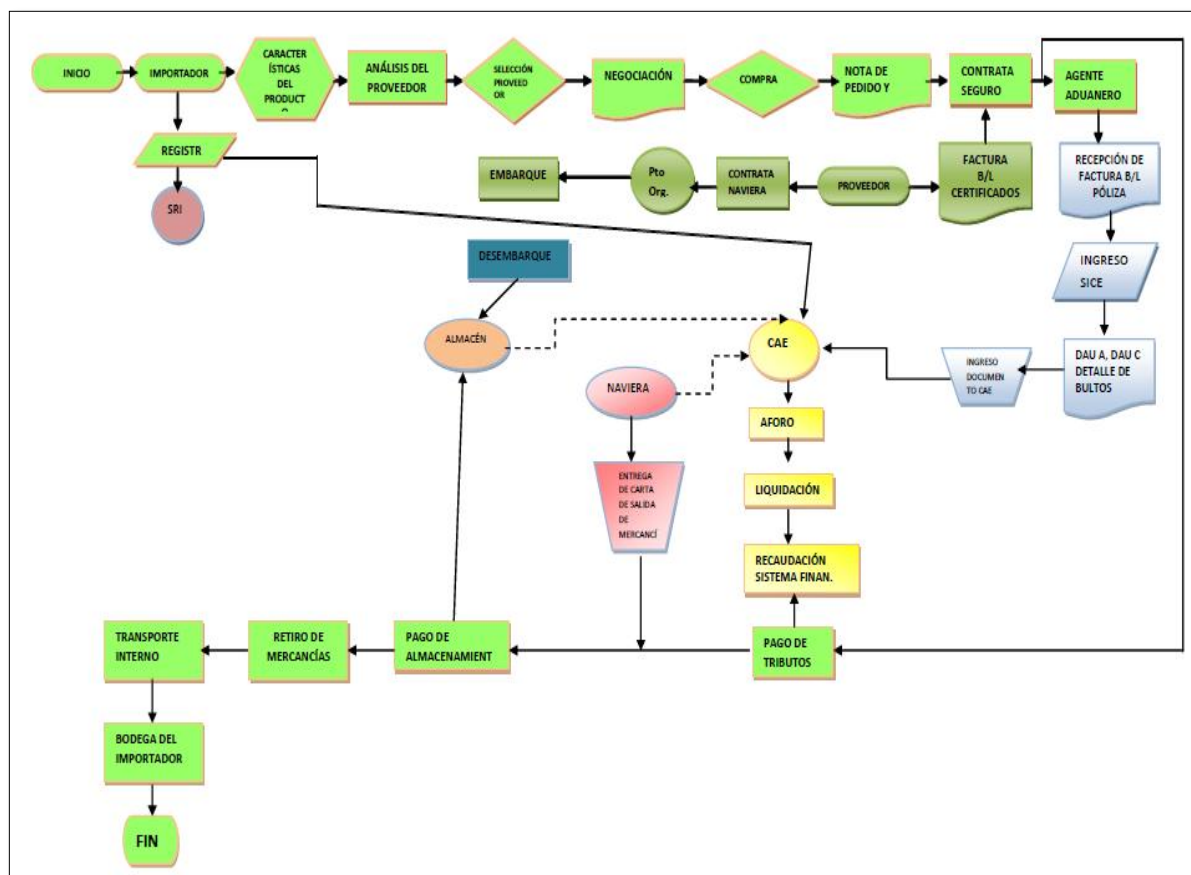 INICIO
IMPORTADOR
CARACTER
ÍSTICAS
DEL
PRODUCT
ANÁLISIS DEL
PROVEEDOR
SELECCIÓN
PROVEED
OR
NEGOCIACIÓN
COMPRA
NOTA DE
PEDIDO Y
CONTRATA
SEGURO
AGENTE
ADUANERO
REGISTR
SRI
EMBARQUE
Pto
Org.
CONTRATA
NAVIERA
PROVEEDOR
FACTURA
B/L
CERTIFICADOS
RECEPCIÓN DE
FACTURA B/L
PÓLIZA
DESEMBARQUE
INGRESO
SICE
ALMACÉN
CAE
INGRESO
DOCUMEN
TO CAE
DAU A, DAU C
DETALLE DE
BULTOS
NAVIERA
AFORO
ENTREGA
DE CARTA
DE SALIDA
DE
MERCANCÍ
LIQUIDACIÓN
RECAUDACIÓN
SISTEMA FINAN.
TRANSPORTE
INTERNO
RETIRO DE
MERCANCÍAS
PAGO DE
ALMACENAMIENT
PAGO DE
TRIBUTOS
BODEGA DEL
IMPORTADOR
FIN